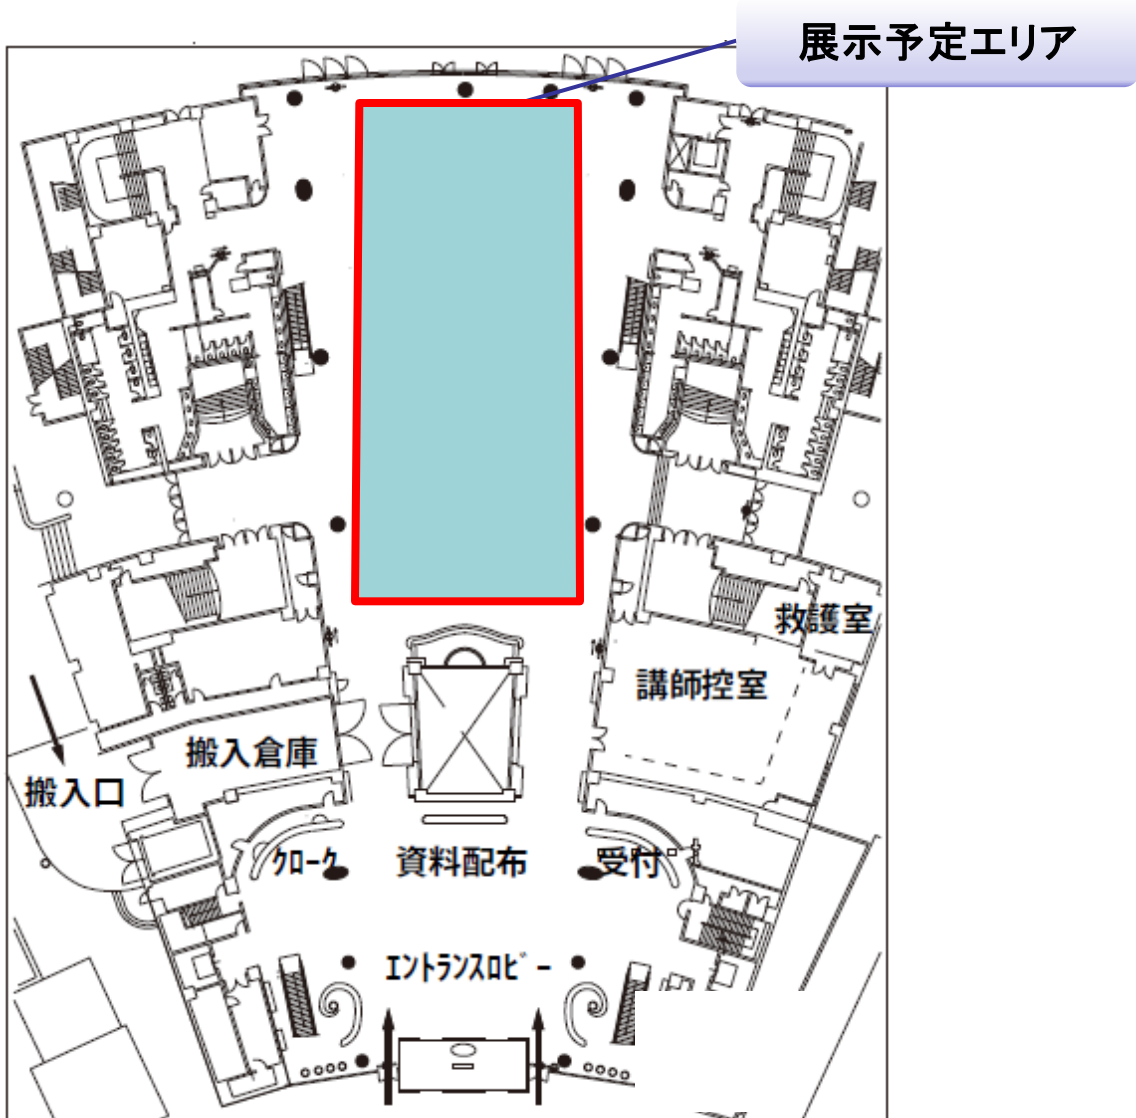 展示予定エリア
救護室
講師控室
搬入倉庫
搬入口
ｸﾛｰｸ
資料配布
受付
ｴﾝﾄﾗﾝｽﾛﾋﾞｰ